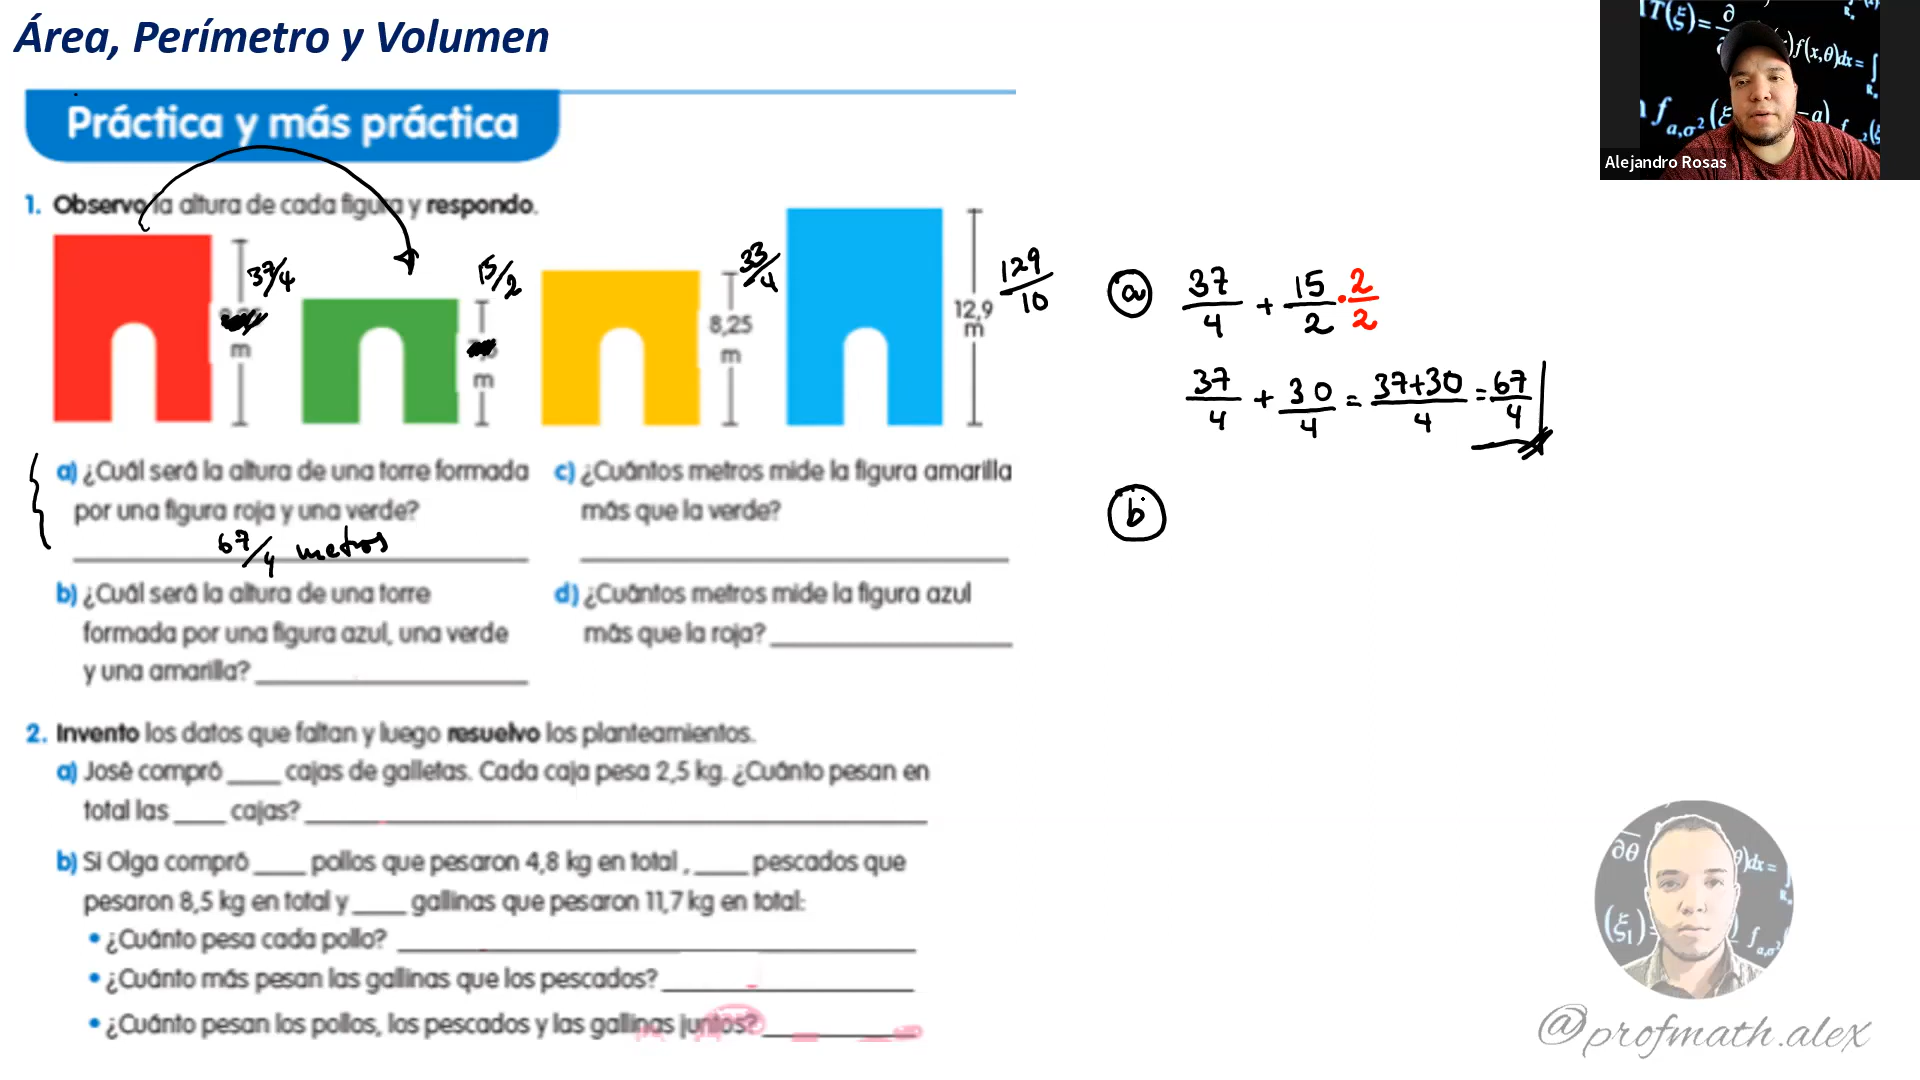 Área, Perímetro y Volumen
Práctica y más práctica
1. Observo la altura de cada figura y respondo.
37/4
m
15/2
m
33/4
8,25
m
129/10
12,9
m
a) ¿Cuál será la altura de una torre formada
por una figura roja y una verde?
67/4 metros
b) ¿Cuál será la altura de una torre
formada por una figura azul, una verde
y una amarilla?
c) ¿Cuántos metros mide la figura amarilla
más que la verde?
d) ¿Cuántos metros mide la figura azul
más que la roja?
2. Invento los datos que faltan y luego resuelvo los planteamientos.
a) José compró ____ cajas de galletas. Cada caja pesa 2,5 kg. ¿Cuánto pesan en
total las ____ cajas?
b) Si Olga compró ____ pollos que pesaron 4,8 kg en total , ____ pescados que
pesaron 8,5 kg en total y ____ gallinas que pesaron 11,7 kg en total:
• ¿Cuánto pesa cada pollo?
• ¿Cuánto más pesan las gallinas que los pescados?
• ¿Cuánto pesan los pollos, los pescados y las gallinas juntos?
a 37/4 + 15/2 · 2/2
37/4 + 30/4 = 37+30/4 = 67/4
b
Alejandro Rosas
@profmath.alex